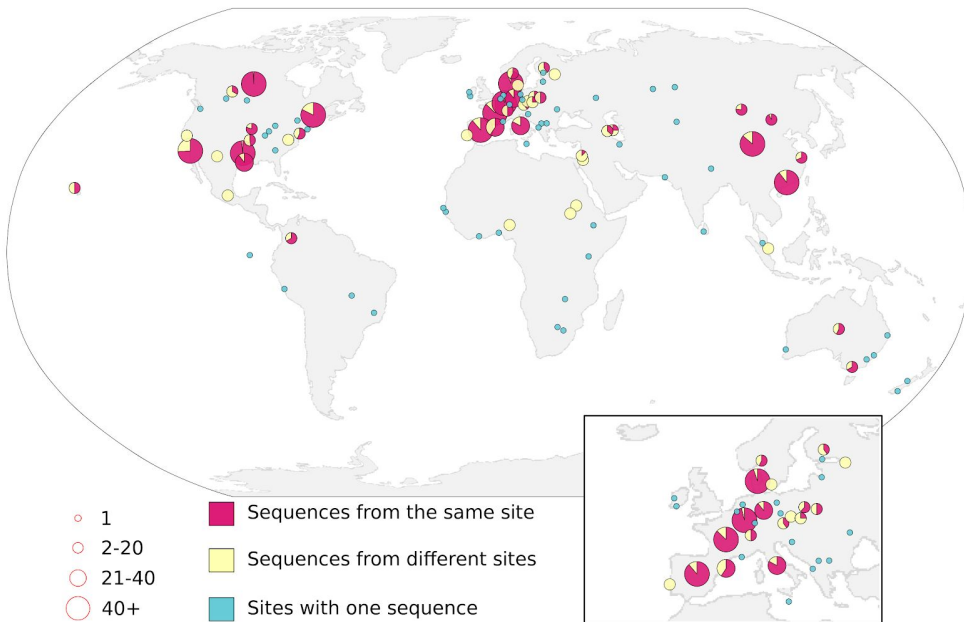 1
2-20
21-40
40+
Sequences from the same site
Sequences from different sites
Sites with one sequence